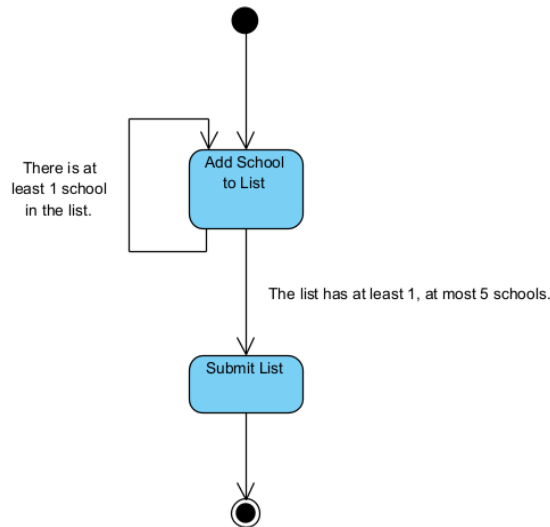 Add School
to List
There is at
least 1 school
in the list.
The list has at least 1, at most 5 schools.
Submit List